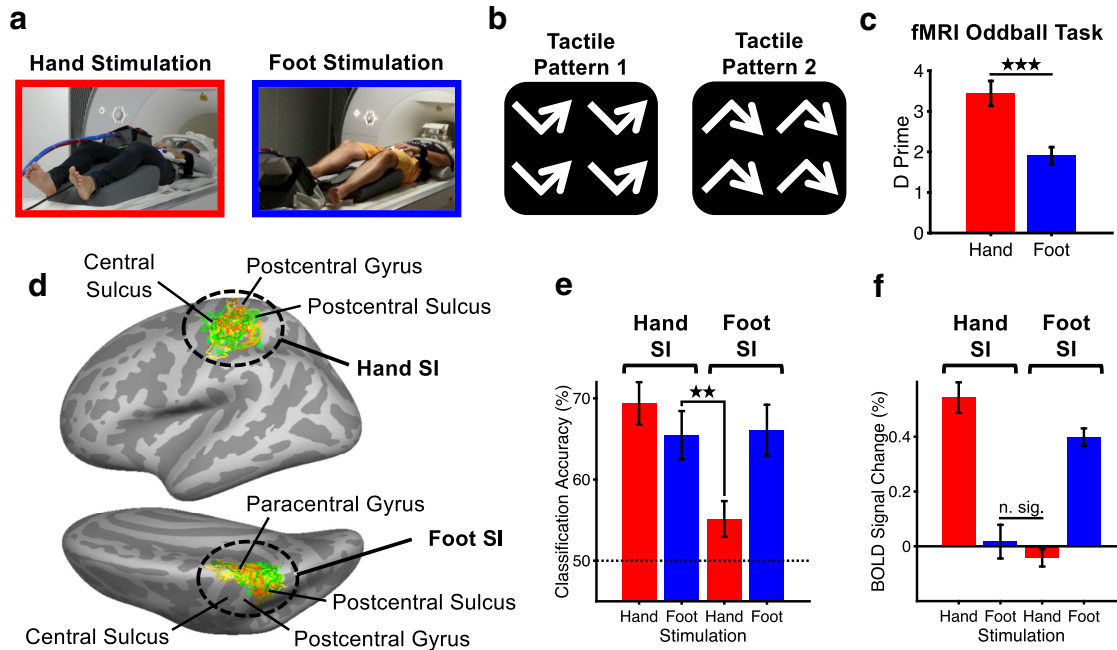 a
Hand Stimulation
Foot Stimulation
b
Tactile
Pattern 1
Tactile
Pattern 2
c
fMRI Oddball Task
★★★
4
3
2
1
0
D Prime
Hand
Foot
d
Central
Sulcus
Postcentral Gyrus
Postcentral Sulcus
Hand SI
Paracentral Gyrus
Foot SI
Postcentral Sulcus
Central Sulcus
Postcentral Gyrus
e
Hand
SI
Foot
SI
★★
70
60
50
Classification Accuracy (%)
Hand Foot Hand Foot
Stimulation
f
Hand
SI
Foot
SI
0.4
0.2
0
BOLD Signal Change (%)
n. sig.
Hand Foot Hand Foot
Stimulation